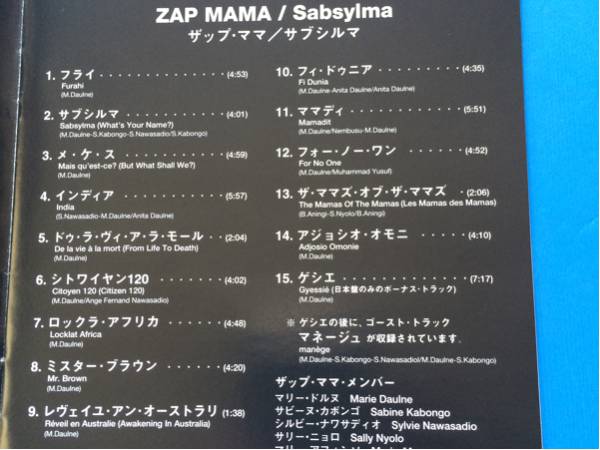 ZAP MAMA / Sabsylma
ザップ・ママ／サブシルマ
1. フライ・・・・・・・・・・・・・・(4:53)
Furahi
(M.Daulne)
2. サブシルマ・・・・・・・・・・・(4:01)
Sabsylma (What's Your Name?)
(M.Daulne-S.Kabongo-S.Nawasadio/S.Kabongo)
3. メ・ケ・ス・・・・・・・・・・・・(4:59)
Mais qu'est-ce? (But What Shall We?)
(M.Daulne)
4. インディア・・・・・・・・・・・(5:57)
India
(S.Nawasadio-M.Daulne/Anita Daulne)
5. ドゥ・ラ・ヴィ・ア・ラ・モール・・(2:04)
De la vie à la mort (From Life To Death)
(M.Daulne)
6. シトワイヤン120・・・・・・・(4:02)
Citoyen 120 (Citizen 120)
(M.Daulne/Ange Fernand Nawasadio)
7. ロックラ・アフリカ・・・・・・(4:48)
Locklat Africa
(M.Daulne)
8. ミスター・ブラウン・・・・・・(4:20)
Mr. Brown
(M.Daulne)
9. レヴェイユ・アン・オーストラリ(1:38)
Réveil en Australie (Awakening In Australia)
(M.Daulne)
10. フィ・ドゥニア・・・・・・・・・(4:35)
Fi Dunia
(M.Daulne-Anita Daulne/Anita Daulne)
11. ママディ・・・・・・・・・・・・・(5:51)
Mamadit
(M.Daulne/Nembusu-M.Daulne)
12. フォー・ノー・ワン・・・・・・・(4:52)
For No One
(M.Daulne/Muhammad Yusuf)
13. ザ・ママズ・オブ・ザ・ママズ・(2:06)
The Mamas Of The Mamas (Les Mamas des Mamas)
(B.Aningi-S.Nyolo/B.Aningi)
14. アジョシオ・オモニ・・・・・・(4:10)
Adjosio Omonie
(M.Daulne)
15. ゲシエ・・・・・・・・・・・・・・(7:17)
Gyessié (日本盤のみのボーナス・トラック)
(M.Daulne)
※ ゲシエの後に、ゴースト・トラック
マネージュ が収録されています。
manège
(M.Daulne-S.Kabongo-S.Nawasadiol/M.Daulne-S.Kabongo)
ザップ・ママ・メンバー
マリー・ドルヌ Marie Daulne
サビーヌ・カボンゴ Sabine Kabongo
シルビー・ナワサディオ Sylvie Nawasadio
サリー・ニョロ Sally Nyolo